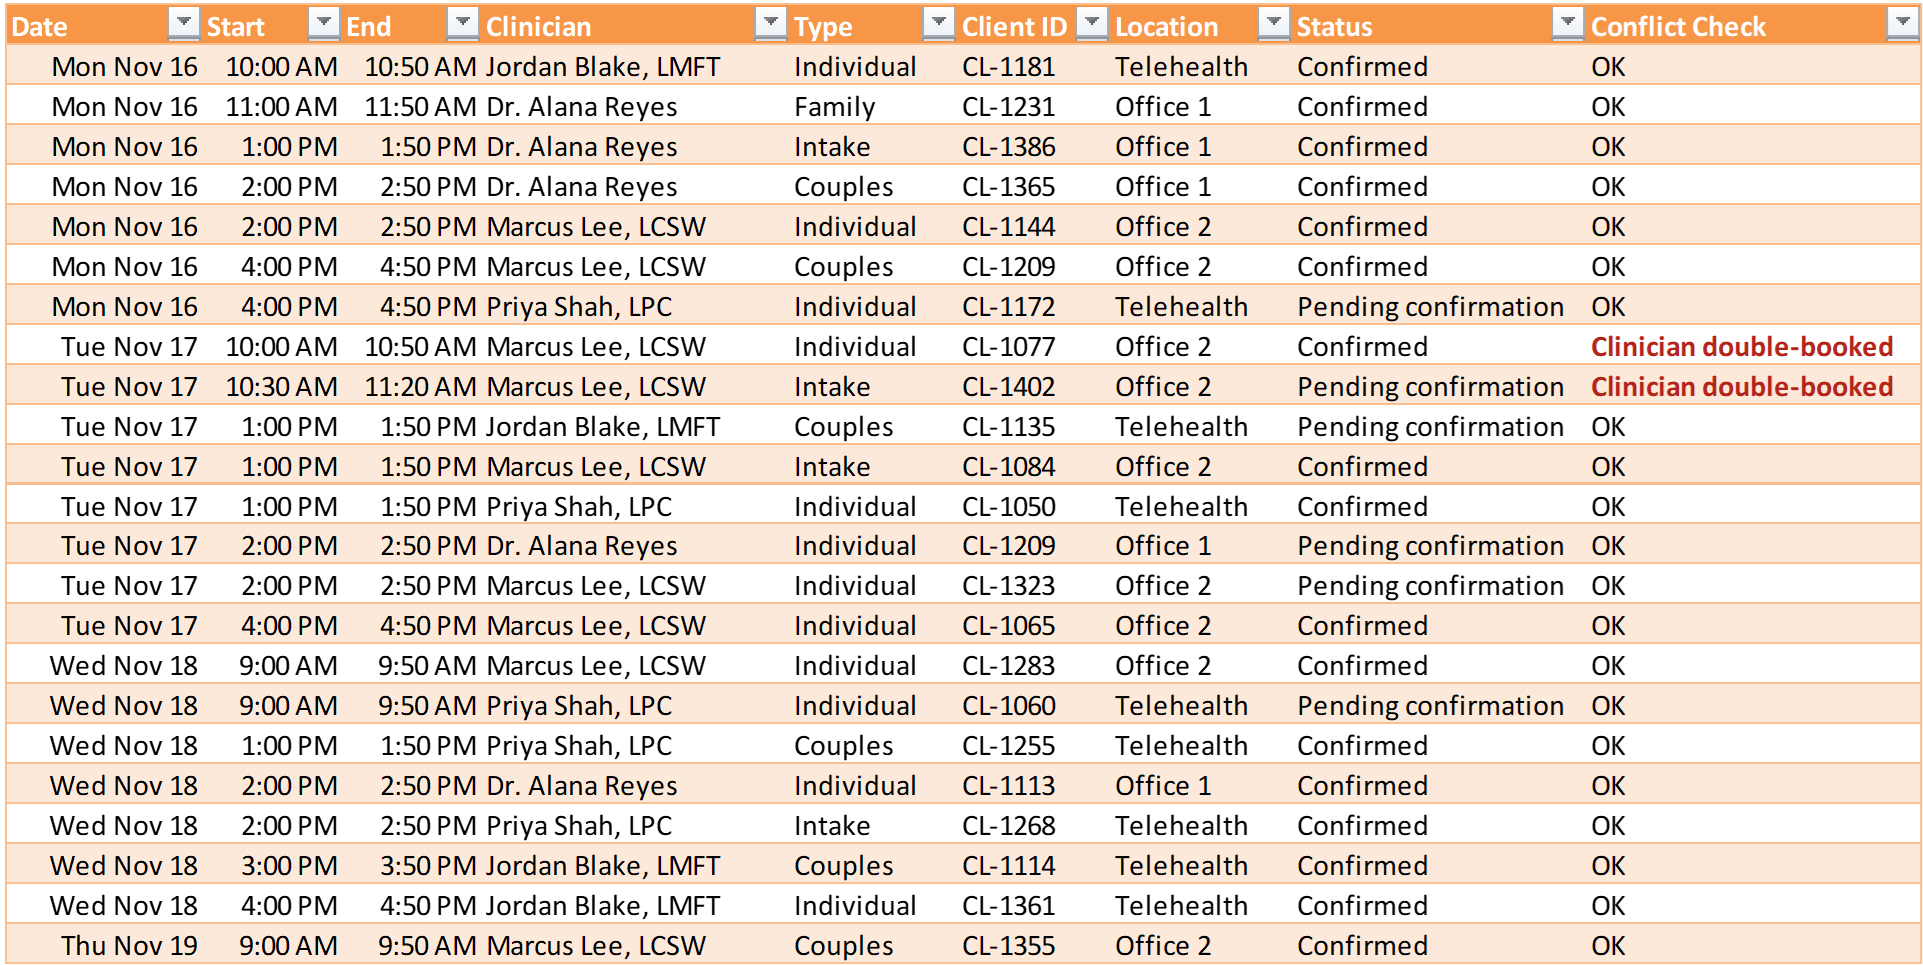 Date Start End Clinician Type Client ID Location Status Conflict Check
Mon Nov 16 10:00 AM 10:50 AM Jordan Blake, LMFT Individual CL-1181 Telehealth Confirmed OK
Mon Nov 16 11:00 AM 11:50 AM Dr. Alana Reyes Family CL-1231 Office 1 Confirmed OK
Mon Nov 16 1:00 PM 1:50 PM Dr. Alana Reyes Intake CL-1386 Office 1 Confirmed OK
Mon Nov 16 2:00 PM 2:50 PM Dr. Alana Reyes Couples CL-1365 Office 1 Confirmed OK
Mon Nov 16 2:00 PM 2:50 PM Marcus Lee, LCSW Individual CL-1144 Office 2 Confirmed OK
Mon Nov 16 4:00 PM 4:50 PM Marcus Lee, LCSW Couples CL-1209 Office 2 Confirmed OK
Mon Nov 16 4:00 PM 4:50 PM Priya Shah, LPC Individual CL-1172 Telehealth Pending confirmation OK
Tue Nov 17 10:00 AM 10:50 AM Marcus Lee, LCSW Individual CL-1077 Office 2 Confirmed Clinician double-booked
Tue Nov 17 10:30 AM 11:20 AM Marcus Lee, LCSW Intake CL-1402 Office 2 Pending confirmation Clinician double-booked
Tue Nov 17 1:00 PM 1:50 PM Jordan Blake, LMFT Couples CL-1135 Telehealth Pending confirmation OK
Tue Nov 17 1:00 PM 1:50 PM Marcus Lee, LCSW Intake CL-1084 Office 2 Confirmed OK
Tue Nov 17 1:00 PM 1:50 PM Priya Shah, LPC Individual CL-1050 Telehealth Confirmed OK
Tue Nov 17 2:00 PM 2:50 PM Dr. Alana Reyes Individual CL-1209 Office 1 Pending confirmation OK
Tue Nov 17 2:00 PM 2:50 PM Marcus Lee, LCSW Individual CL-1323 Office 2 Pending confirmation OK
Tue Nov 17 4:00 PM 4:50 PM Marcus Lee, LCSW Individual CL-1065 Office 2 Confirmed OK
Wed Nov 18 9:00 AM 9:50 AM Marcus Lee, LCSW Individual CL-1283 Office 2 Confirmed OK
Wed Nov 18 9:00 AM 9:50 AM Priya Shah, LPC Individual CL-1060 Telehealth Pending confirmation OK
Wed Nov 18 1:00 PM 1:50 PM Priya Shah, LPC Couples CL-1255 Telehealth Confirmed OK
Wed Nov 18 2:00 PM 2:50 PM Dr. Alana Reyes Individual CL-1113 Office 1 Confirmed OK
Wed Nov 18 2:00 PM 2:50 PM Priya Shah, LPC Intake CL-1268 Telehealth Confirmed OK
Wed Nov 18 3:00 PM 3:50 PM Jordan Blake, LMFT Couples CL-1114 Telehealth Confirmed OK
Wed Nov 18 4:00 PM 4:50 PM Jordan Blake, LMFT Individual CL-1361 Telehealth Confirmed OK
Thu Nov 19 9:00 AM 9:50 AM Marcus Lee, LCSW Couples CL-1355 Office 2 Confirmed OK